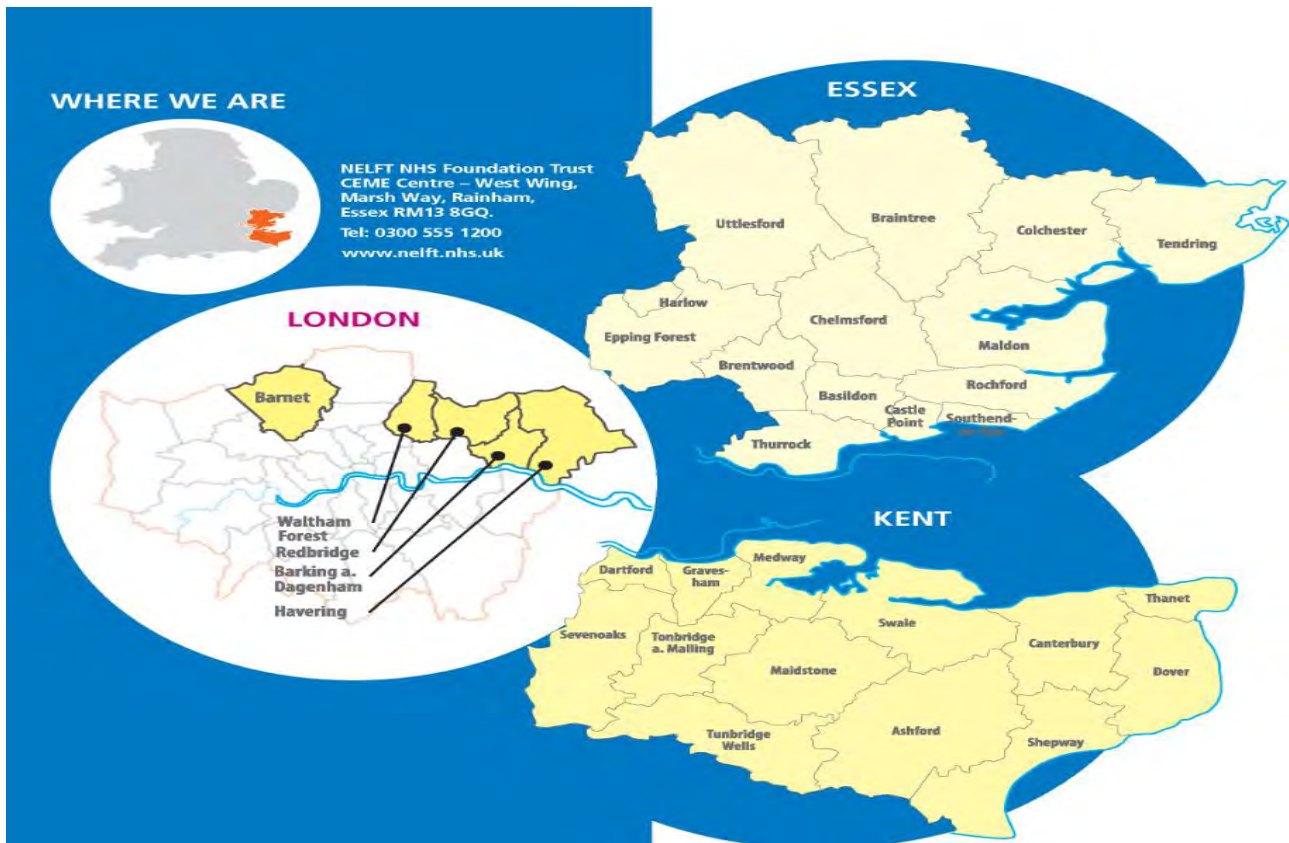 WHERE WE ARE
NELFT NHS Foundation Trust
CEME Centre – West Wing,
Marsh Way, Rainham,
Essex RM13 8GQ.
Tel: 0300 555 1200
www.nelft.nhs.uk
LONDON
Barnet
Waltham
Forest
Redbridge
Barking a.
Dagenham
Havering
ESSEX
Uttlesford
Braintree
Colchester
Tendring
Harlow
Epping Forest
Chelmsford
Maldon
Brentwood
Rochford
Basildon
Castle
Point
Southend-
Thurrock
KENT
Dartford
Graves-
ham
Medway
Thanet
Swale
Sevenoaks
Tonbridge
a. Malling
Canterbury
Maidstone
Dover
Tunbridge
Wells
Ashford
Shepway